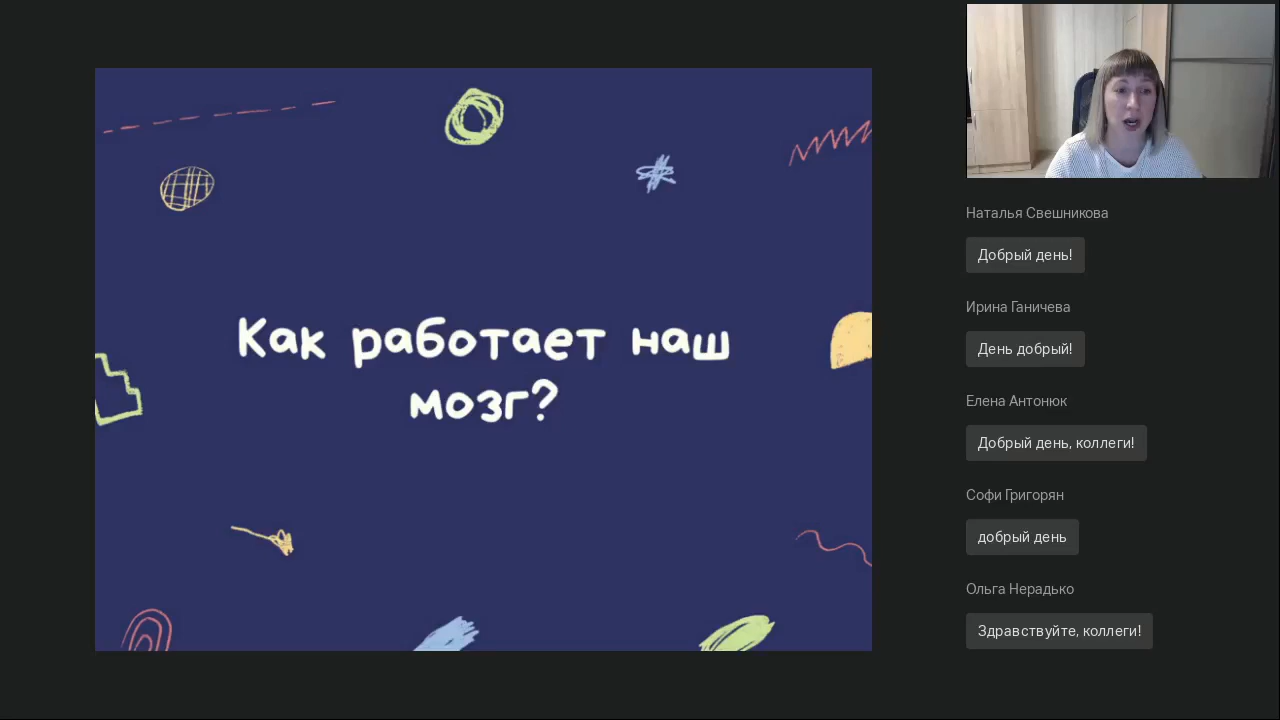 Как работает наш
мозг?
Наталья Свешникова
Добрый день!
Ирина Ганичева
День добрый!
Елена Антонюк
Добрый день, коллеги!
Софи Григорян
добрый день
Ольга Нерадько
Здравствуйте, коллеги!